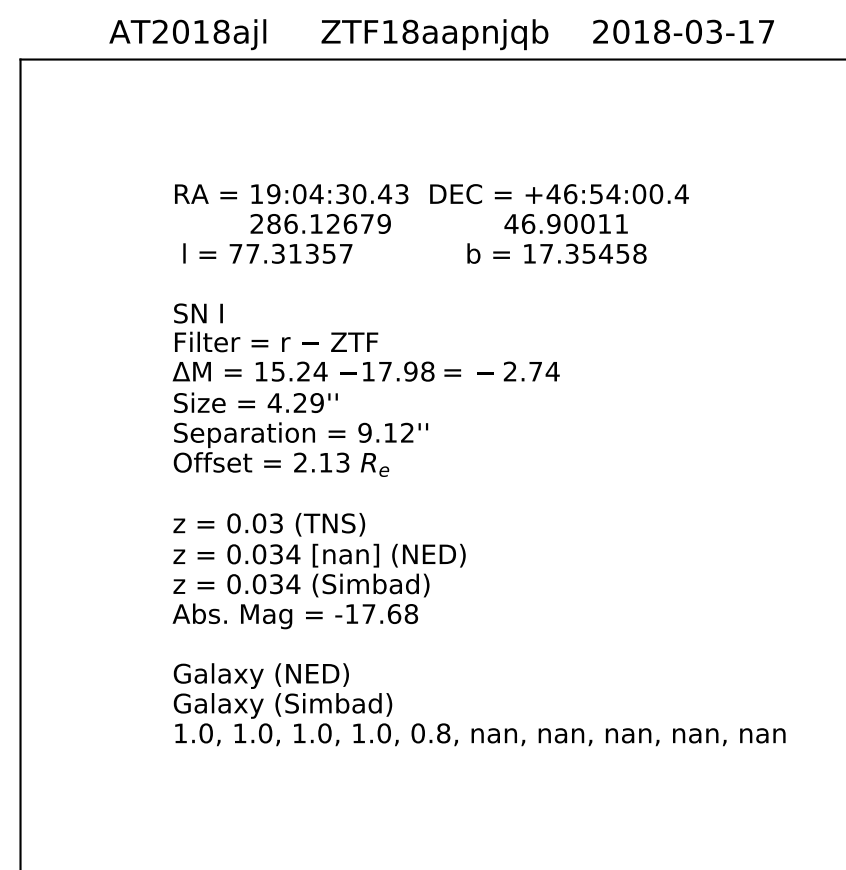 AT2018ajl ZTF18aapnjqb 2018-03-17
RA = 19:04:30.43 DEC = +46:54:00.4
286.12679 46.90011
l = 77.31357 b = 17.35458
SN I
Filter = r − ZTF
ΔM = 15.24 −17.98 = − 2.74
Size = 4.29''
Separation = 9.12''
Offset = 2.13 Rₑ
z = 0.03 (TNS)
z = 0.034 [nan] (NED)
z = 0.034 (Simbad)
Abs. Mag = -17.68
Galaxy (NED)
Galaxy (Simbad)
1.0, 1.0, 1.0, 1.0, 0.8, nan, nan, nan, nan, nan